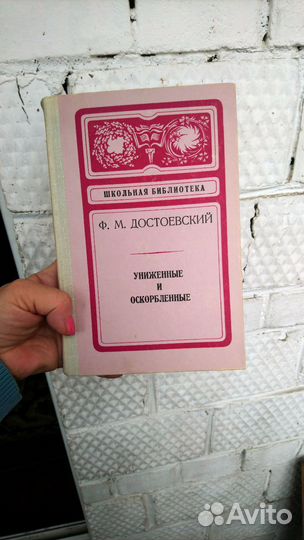 ШКОЛЬНАЯ БИБЛИОТЕКА
Ф. М. ДОСТОЕВСКИЙ
УНИЖЕННЫЕ
И
ОСКОРБЛЕННЫЕ
Avito